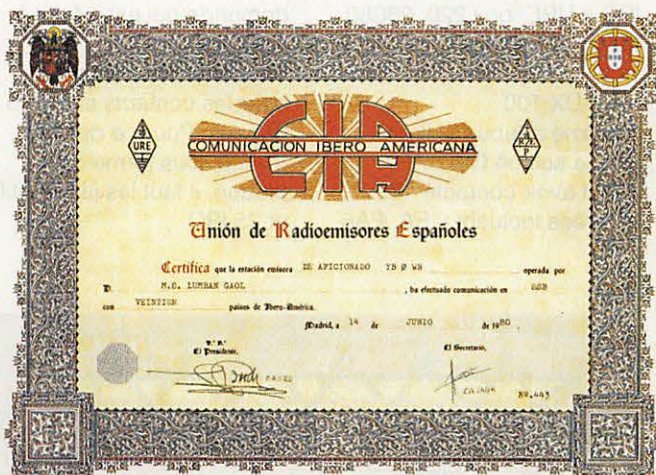 URE
CIA
COMUNICACION IBERO AMERICANA
Unión de Radioemisores Españoles
Certifica que la estación emisora DE AFICIONADO YB Ø WR operada por
D. M.O. LUMBAN GAOL , ha efectuado comunicación en SSB
con VEINTIUN países de Ibero-América.
Madrid, a 14 de JUNIO de 1980.
V.º B.º
El Presidente, El Secretario,
Nº.443